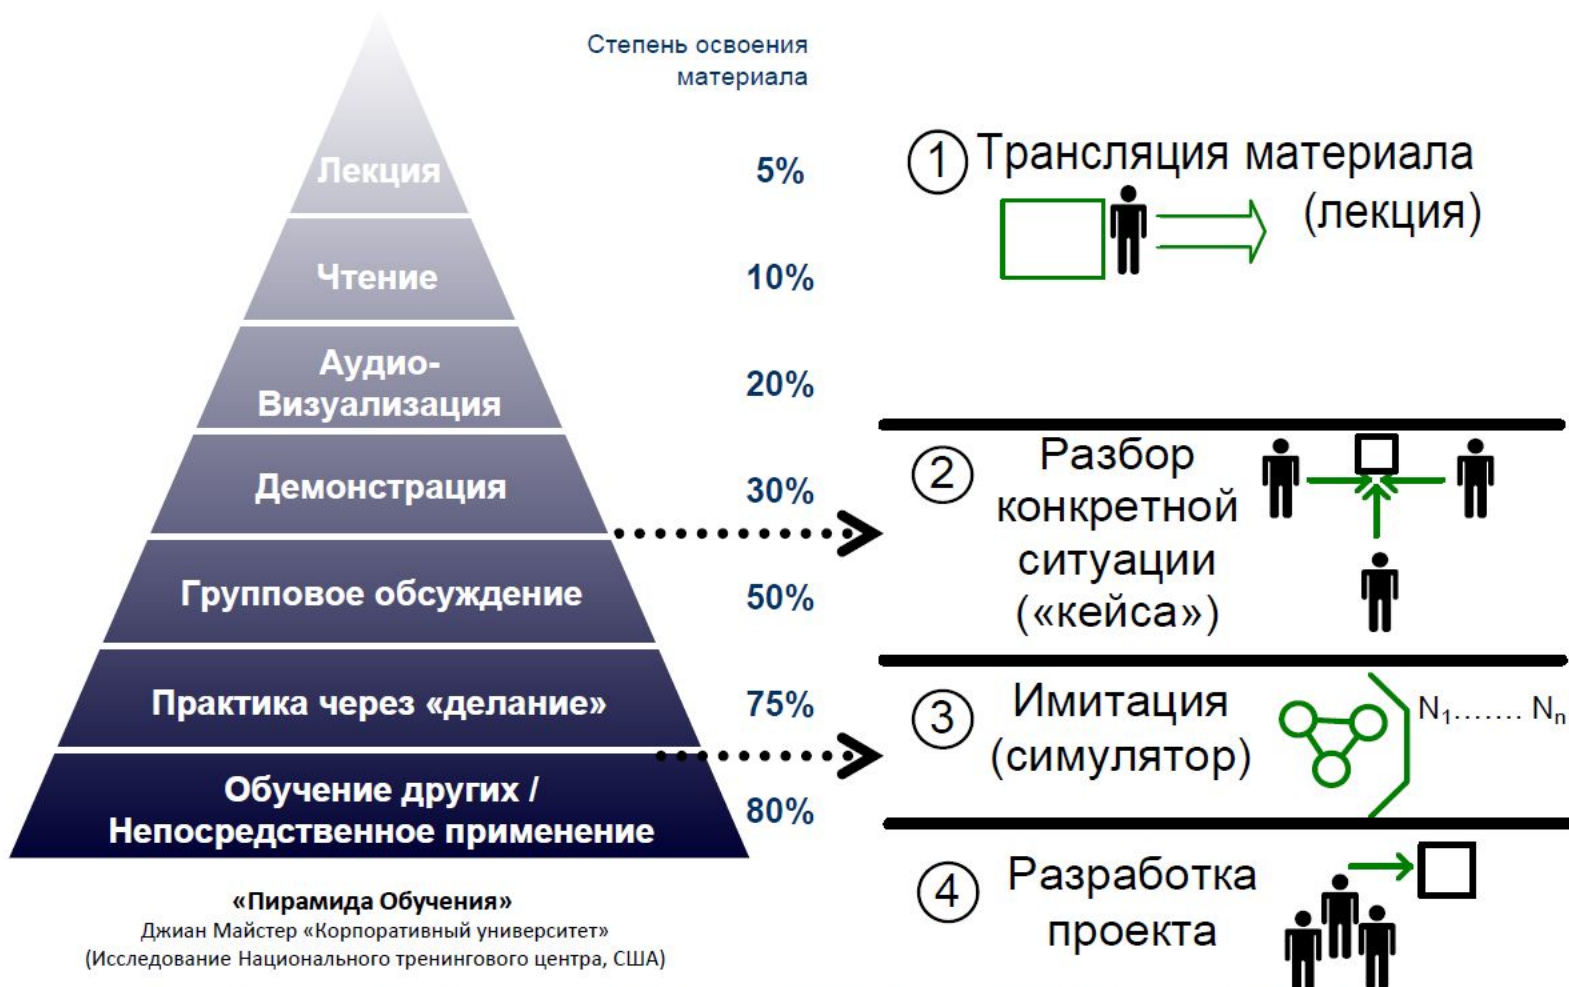 Степень освоения
материала
Лекция
5%
Чтение
10%
Аудио-
Визуализация
20%
Демонстрация
30%
Групповое обсуждение
50%
Практика через «делание»
75%
Обучение других /
Непосредственное применение
80%
«Пирамида Обучения»
Джиан Майстер «Корпоративный университет»
(Исследование Национального тренингового центра, США)
1 Трансляция материала
(лекция)
2 Разбор
конкретной
ситуации
(«кейса»)
3 Имитация
(симулятор)
N1....... Nn
4 Разработка
проекта